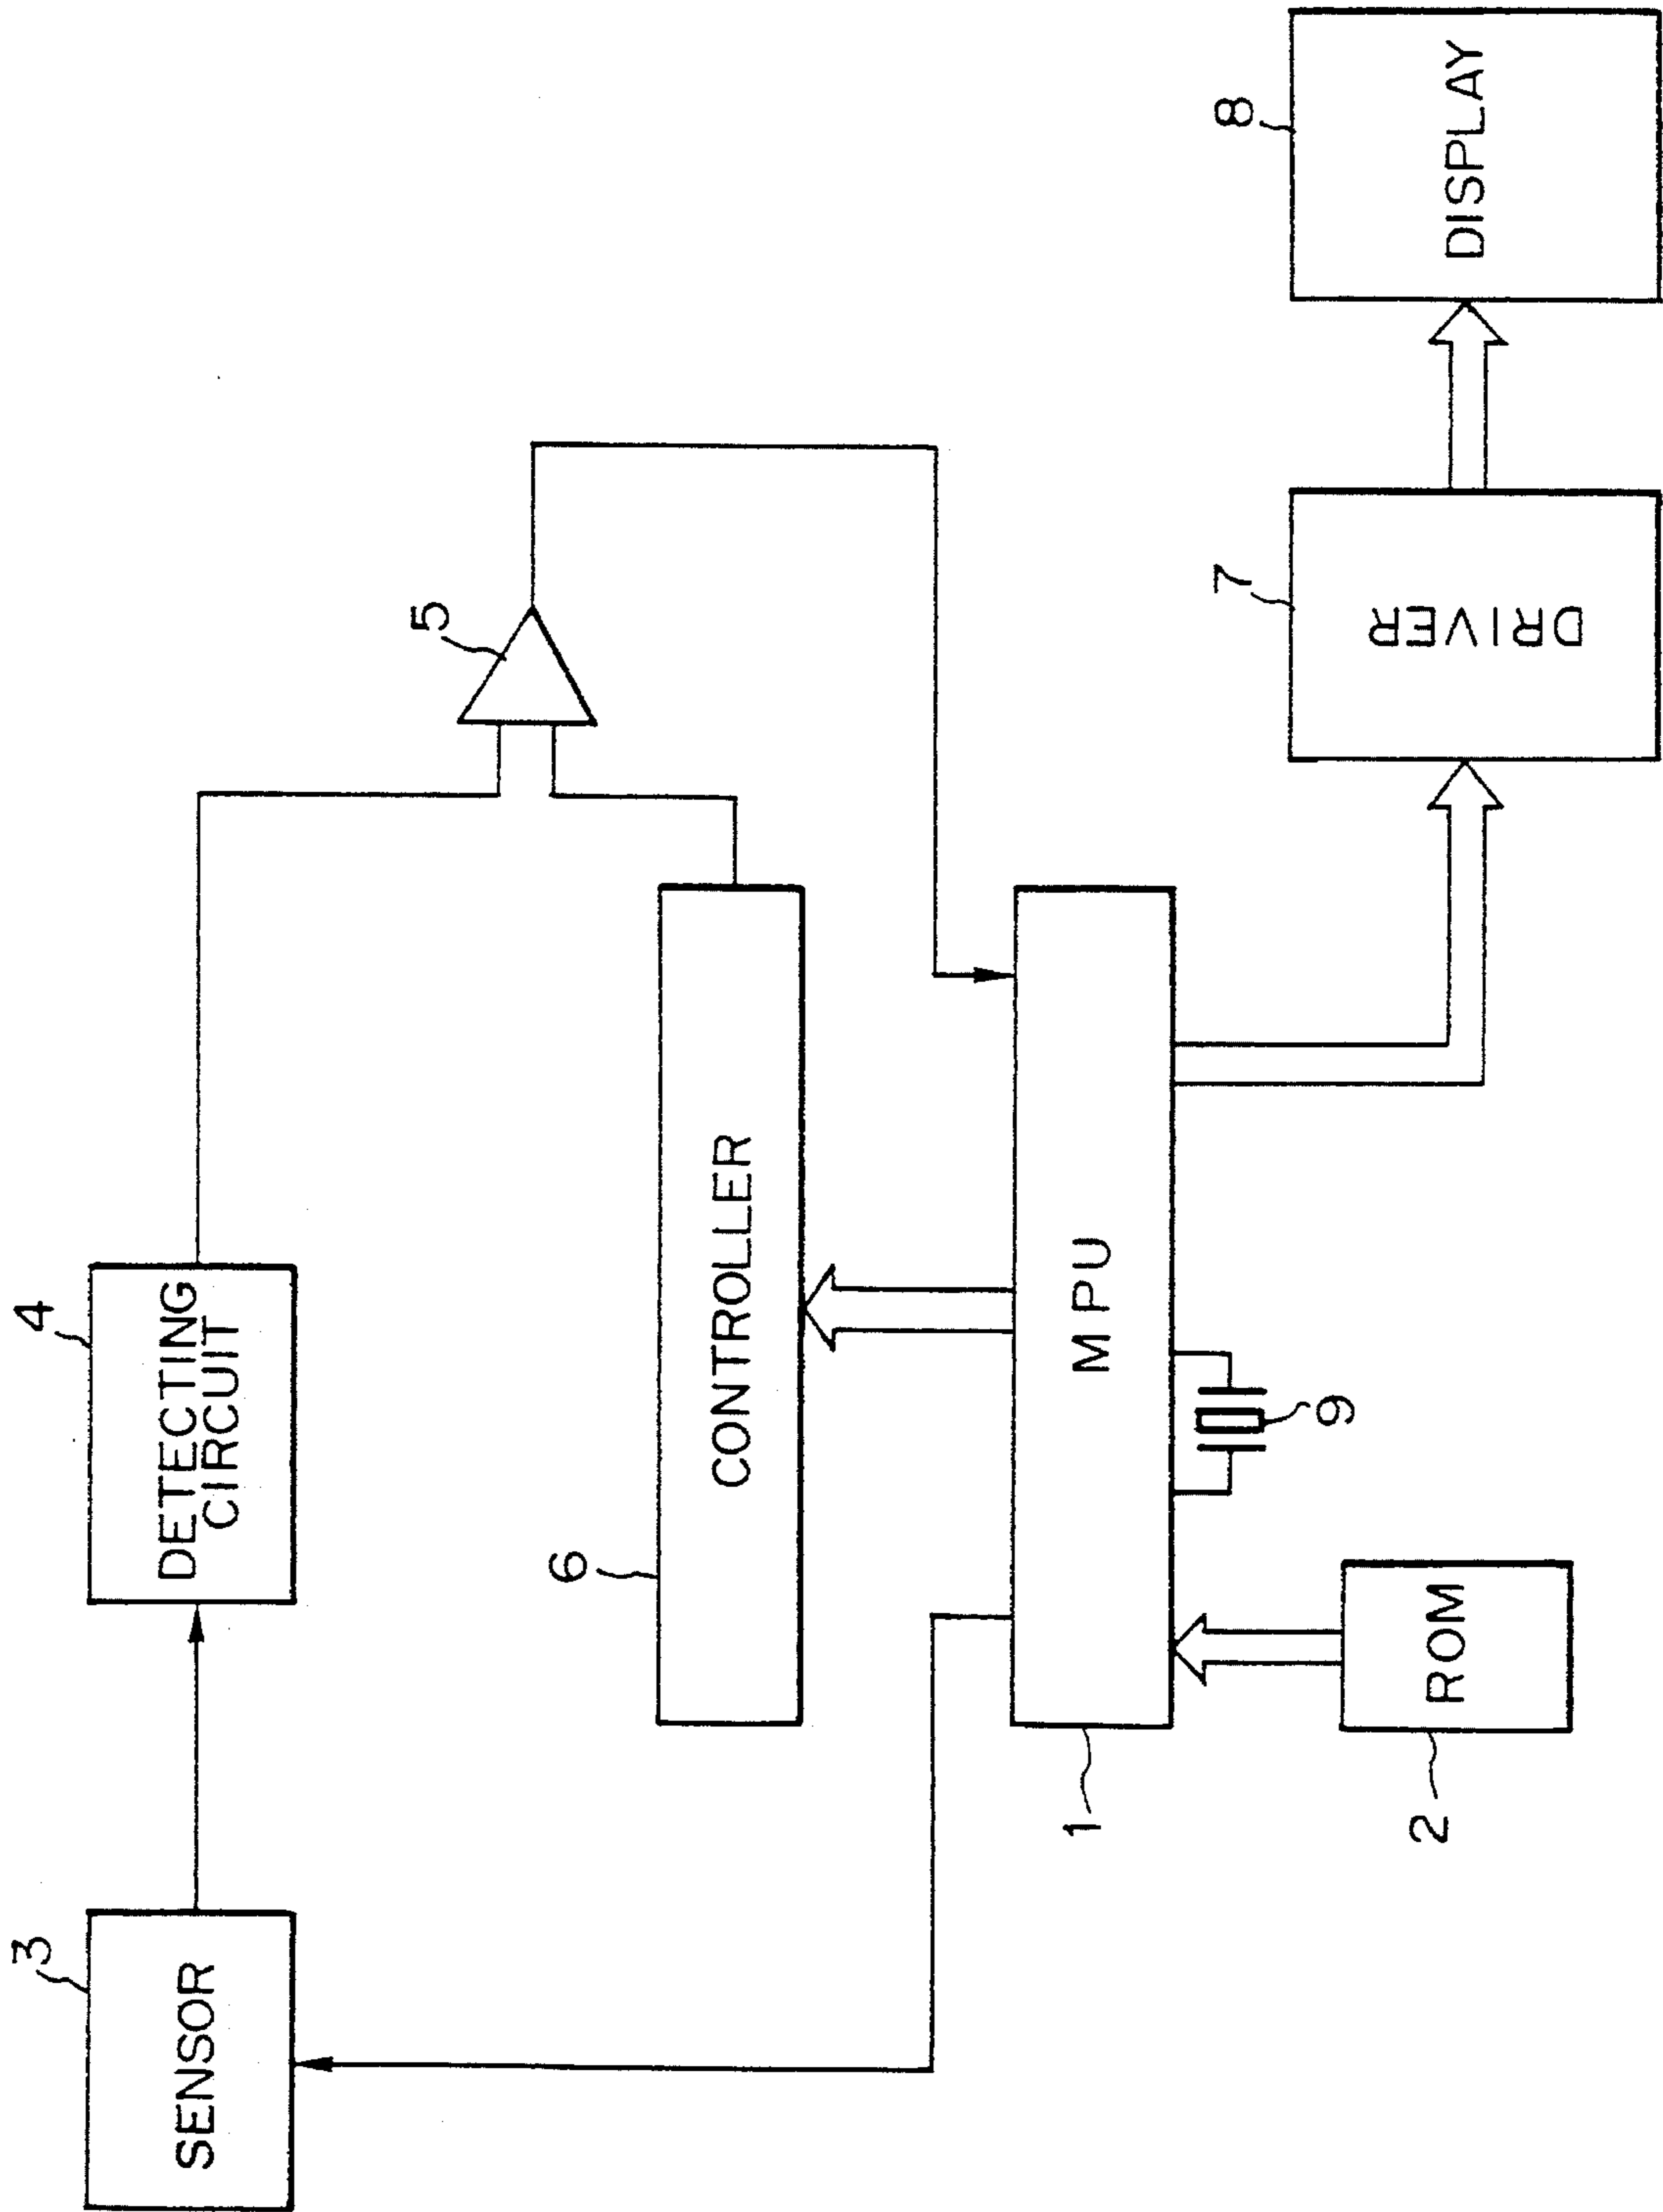 3
SENSOR
4
DETECTING
CIRCUIT
5
6
CONTROLLER
1
MPU
9
2
ROM
7
DRIVER
8
DISPLAY